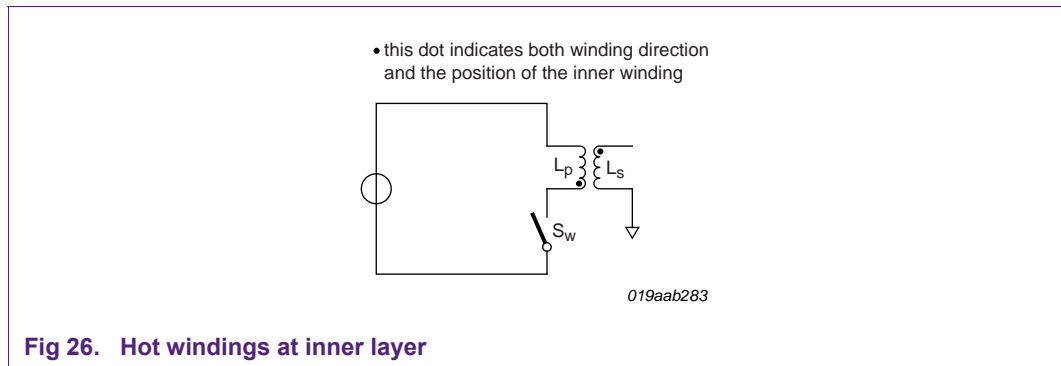 • this dot indicates both winding direction
and the position of the inner winding
Lp
Ls
Sw
019aab283
Fig 26. Hot windings at inner layer